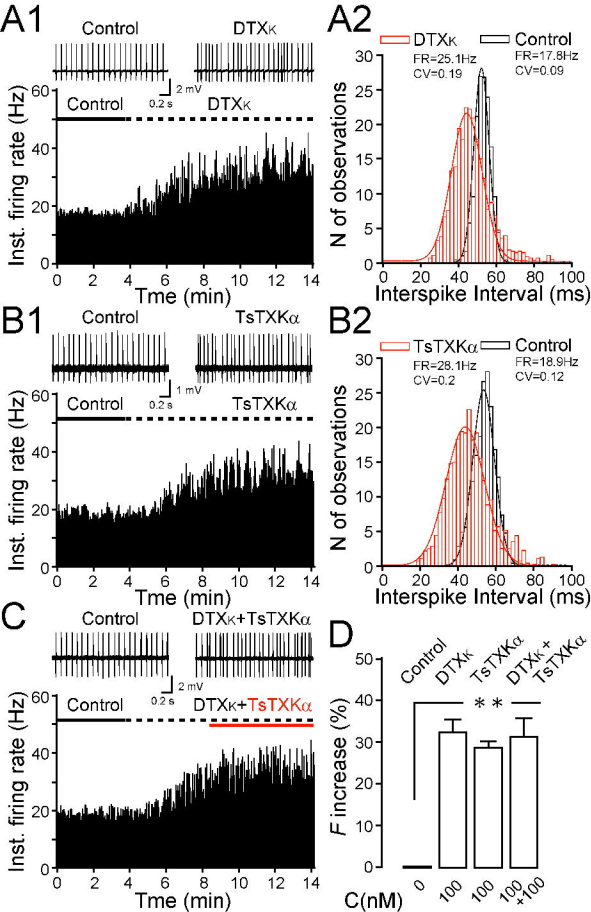 A1
Control DTXK
2 mV
0.2 s
Control DTXK
Inst. firing rate (Hz)
60
40
20
0
0 2 4 6 8 10 12 14
Tme (min)
A2
DTXK Control
FR=25.1Hz FR=17.8Hz
CV=0.19 CV=0.09
N of observations
30
25
20
15
10
5
0
0 20 40 60 80 100
Interspike Interval (ms)
B1
Control TsTXKα
1 mV
0.2 s
Control TsTXKα
Inst. firing rate (Hz)
60
40
20
0
0 2 4 6 8 10 12 14
Time (min)
B2
TsTXKα Control
FR=28.1Hz FR=18.9Hz
CV=0.2 CV=0.12
N of observations
30
25
20
15
10
5
0
0 20 40 60 80 100
Interspike Interval (ms)
C
Control DTXK+TsTXKα
2 mV
0.2 s
Control DTXK+TsTXKα
Inst. firing rate (Hz)
60
40
20
0
0 2 4 6 8 10 12 14
Time (min)
D
Control
DTXK
TsTXKα
DTXK+
TsTXKα
* *
F increase (%)
50
40
30
20
10
0
C(nM) 0 100 100 100
+100